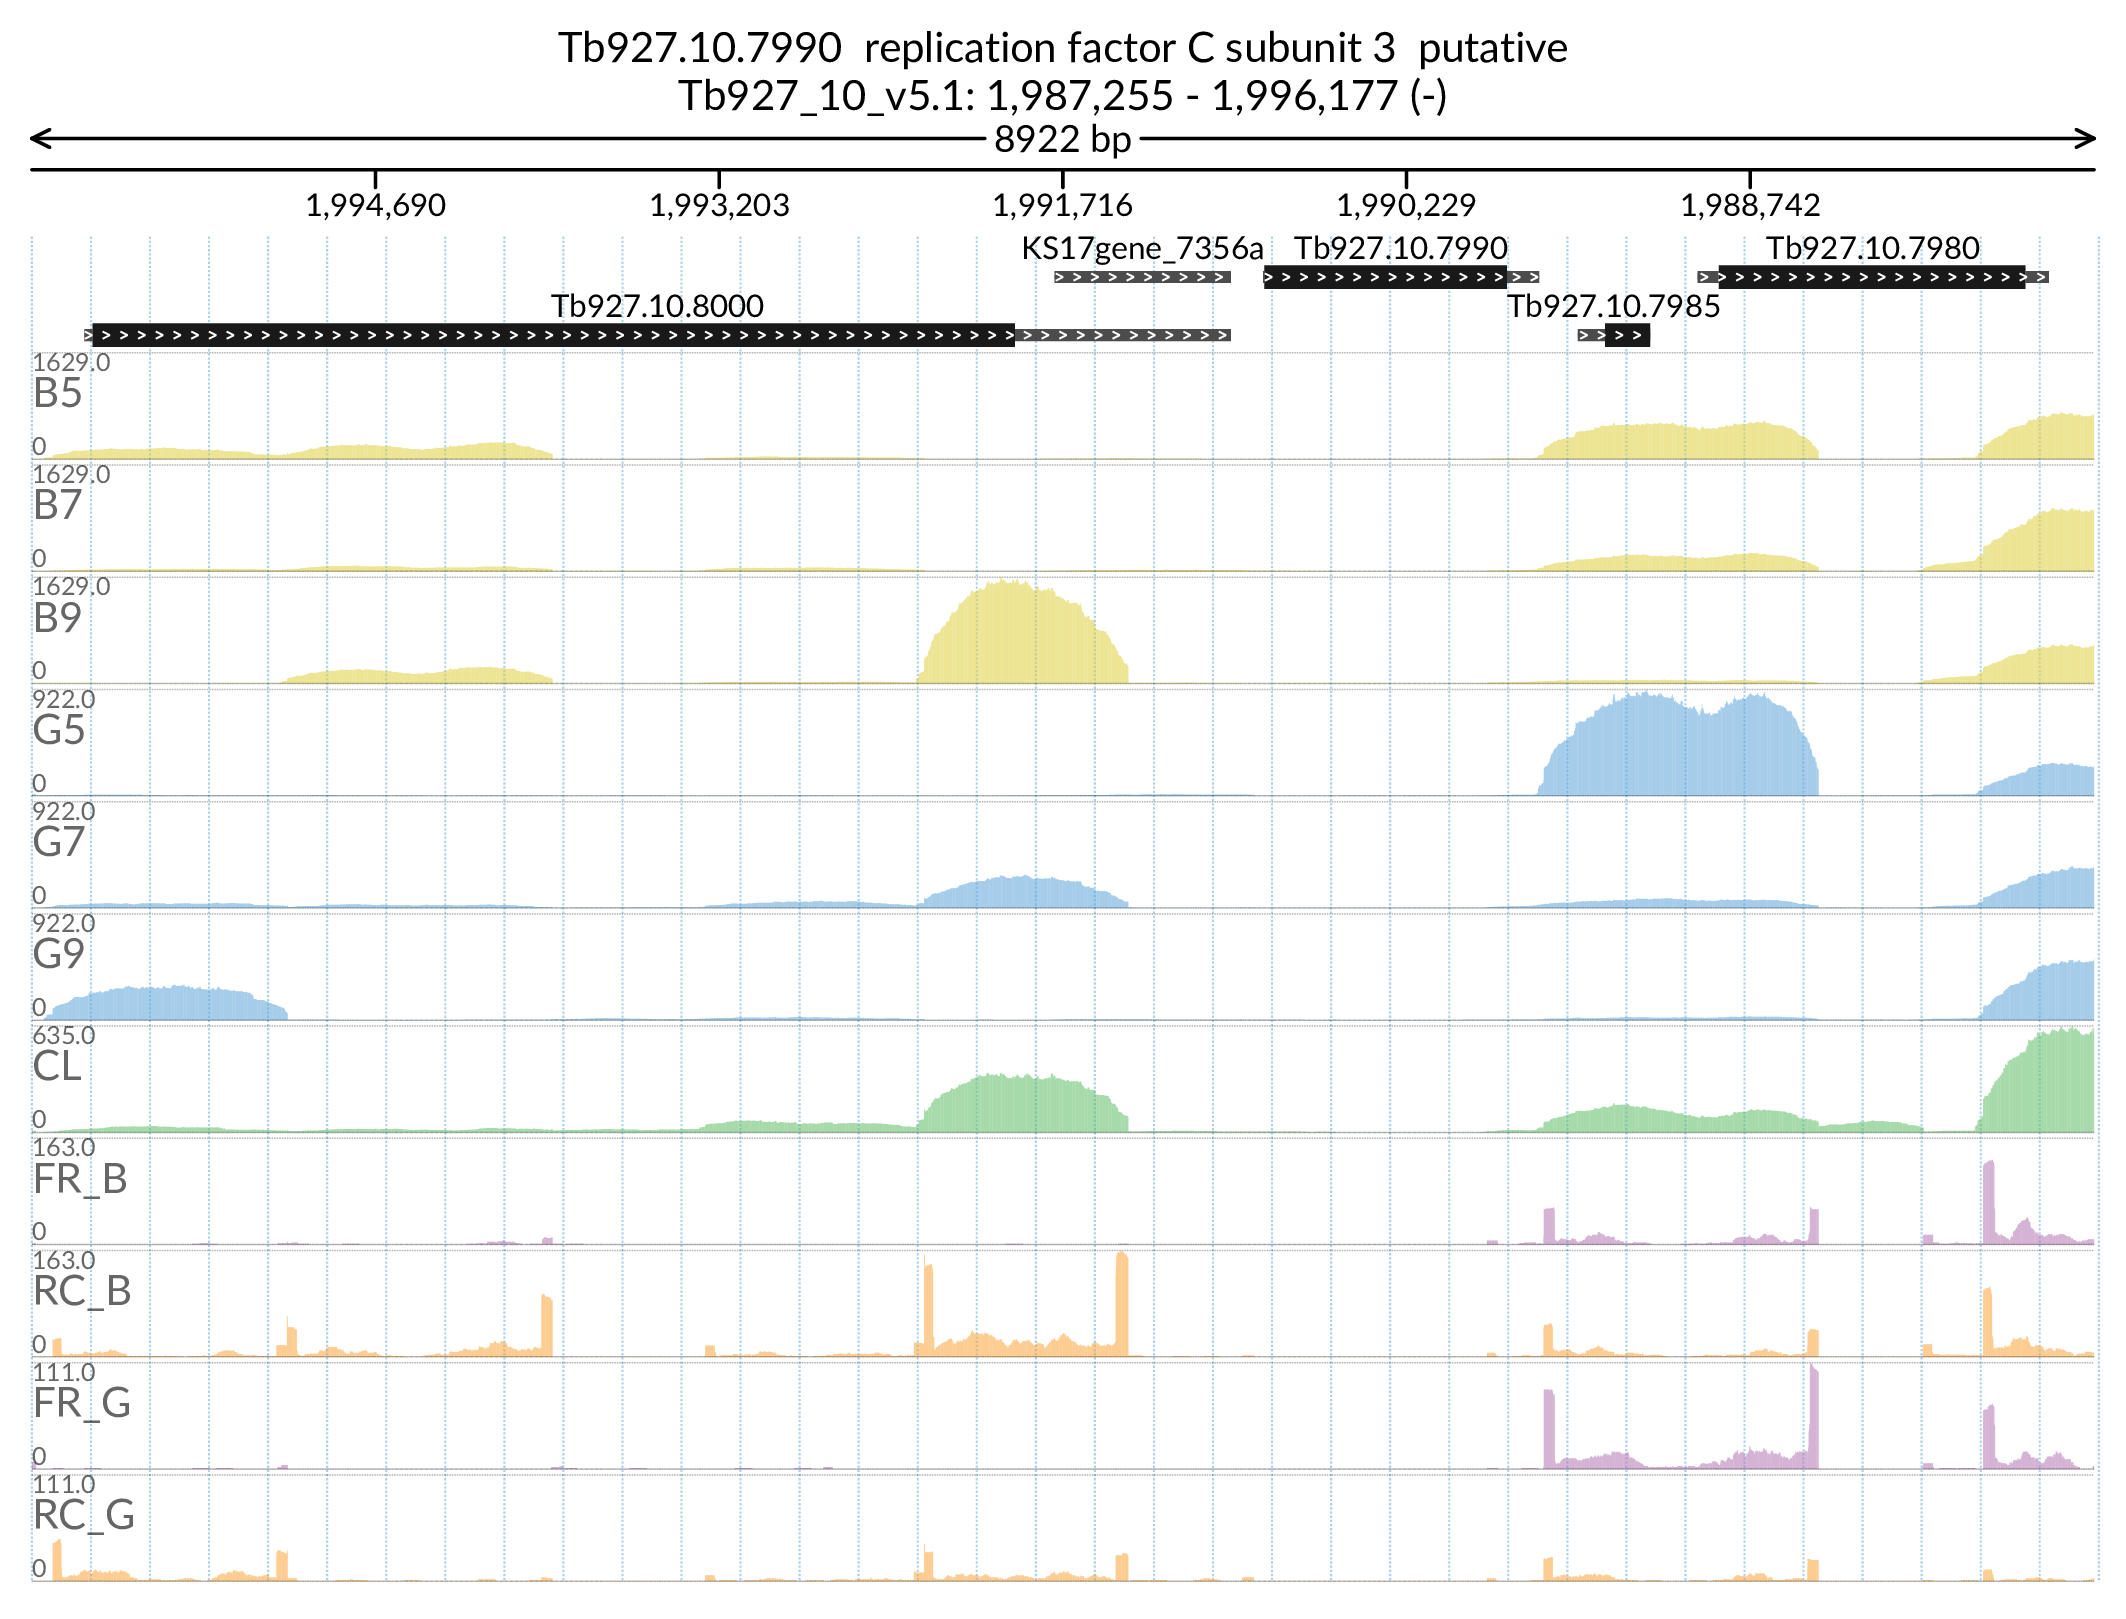 Tb927.10.7990  replication factor C subunit 3  putative
Tb927_10_v5.1: 1,987,255 - 1,996,177 (-)
8922 bp
1,994,690 1,993,203 1,991,716 1,990,229 1,988,742
KS17gene_7356a Tb927.10.7990 Tb927.10.7980
Tb927.10.8000 Tb927.10.7985
1629.0
B5
0
1629.0
B7
0
1629.0
B9
0
922.0
G5
0
922.0
G7
0
922.0
G9
0
635.0
CL
0
163.0
FR_B
0
163.0
RC_B
0
111.0
FR_G
0
111.0
RC_G
0